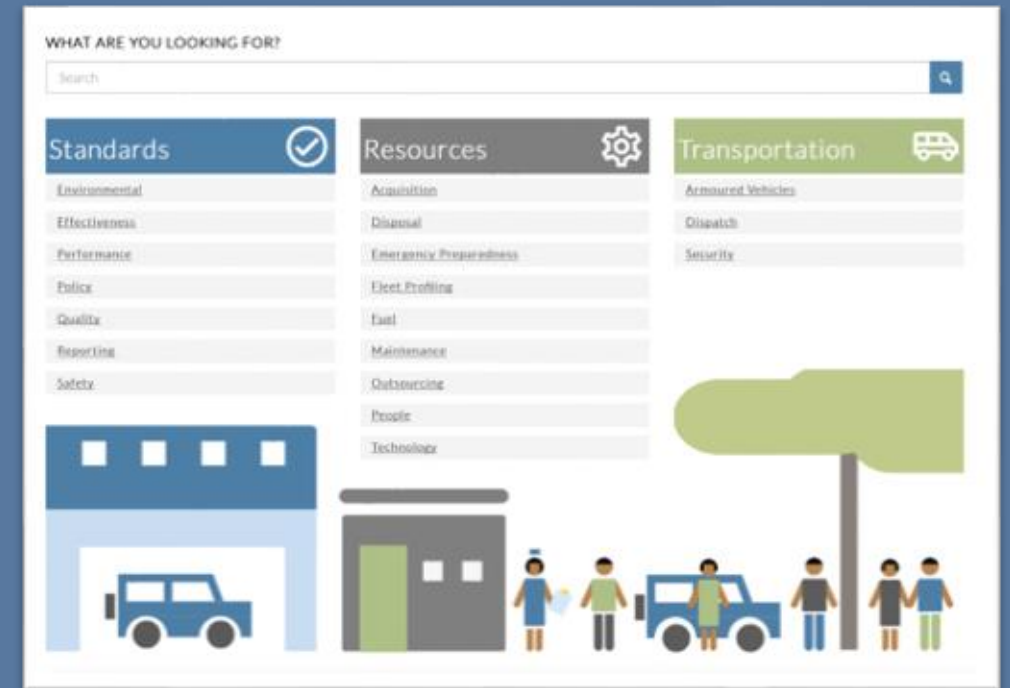 WHAT ARE YOU LOOKING FOR?
Search
Standards
Environmental
Effectiveness
Performance
Policy
Quality
Reporting
Safety
Resources
Acquisition
Disposal
Emergency Preparedness
Fleet Profiling
Fuel
Maintenance
Outsourcing
People
Technology
Transportation
Armoured Vehicles
Dispatch
Security